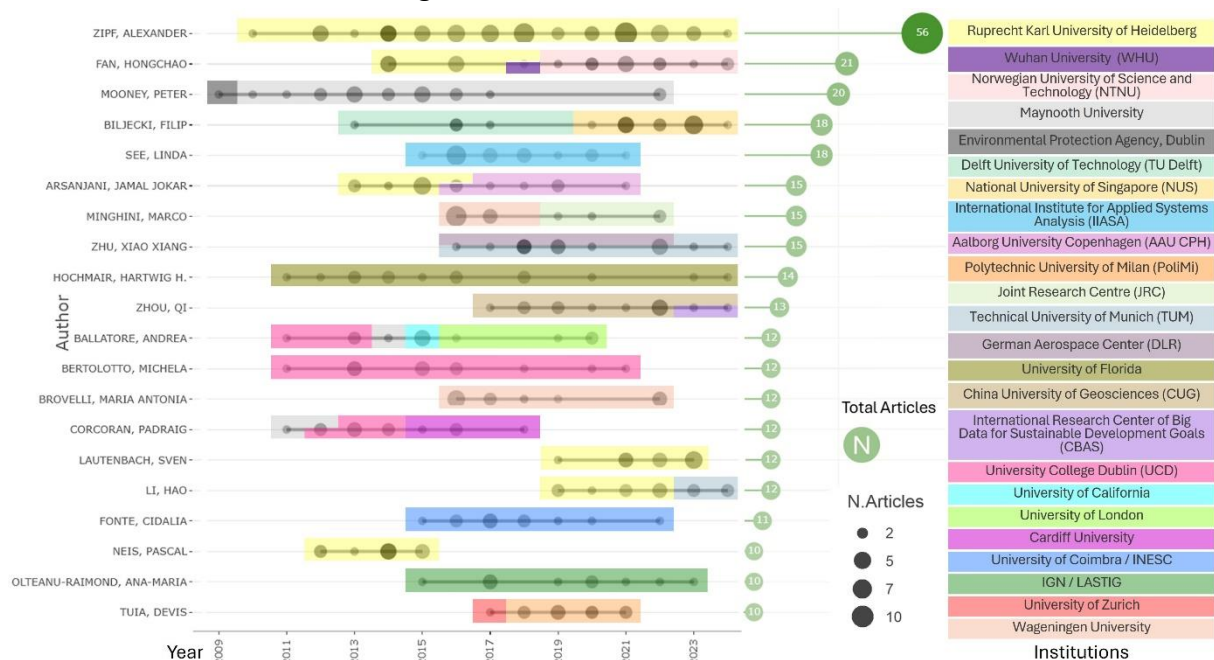 ZIPF, ALEXANDER
FAN, HONGCHAO
MOONEY, PETER
BILJECKI, FILIP
SEE, LINDA
ARSANJANI, JAMAL JOKAR
MINGHINI, MARCO
ZHU, XIAO XIANG
HOCHMAIR, HARTWIG H.
ZHOU, QI
BALLATORE, ANDREA
BERTOLOTTO, MICHELA
BROVELLI, MARIA ANTONIA
CORCORAN, PADRAIG
LAUTENBACH, SVEN
LI, HAO
FONTE, CIDALIA
NEIS, PASCAL
OLTEANU-RAIMOND, ANA-MARIA
TUIA, DEVIS
Author
56
21
20
18
18
15
15
15
14
13
12
12
12
12
12
12
11
10
10
10
Total Articles
N
N.Articles
2
5
7
10
Ruprecht Karl University of Heidelberg
Wuhan University (WHU)
Norwegian University of Science and
Technology (NTNU)
Maynooth University
Environmental Protection Agency, Dublin
Delft University of Technology (TU Delft)
National University of Singapore (NUS)
International Institute for Applied Systems
Analysis (IIASA)
Aalborg University Copenhagen (AAU CPH)
Polytechnic University of Milan (PoliMi)
Joint Research Centre (JRC)
Technical University of Munich (TUM)
German Aerospace Center (DLR)
University of Florida
China University of Geosciences (CUG)
International Research Center of Big
Data for Sustainable Development Goals
(CBAS)
University College Dublin (UCD)
University of California
University of London
Cardiff University
University of Coimbra / INESC
IGN / LASTIG
University of Zurich
Wageningen University
Year
2009
2011
2013
2015
2017
2019
2021
2023
Institutions